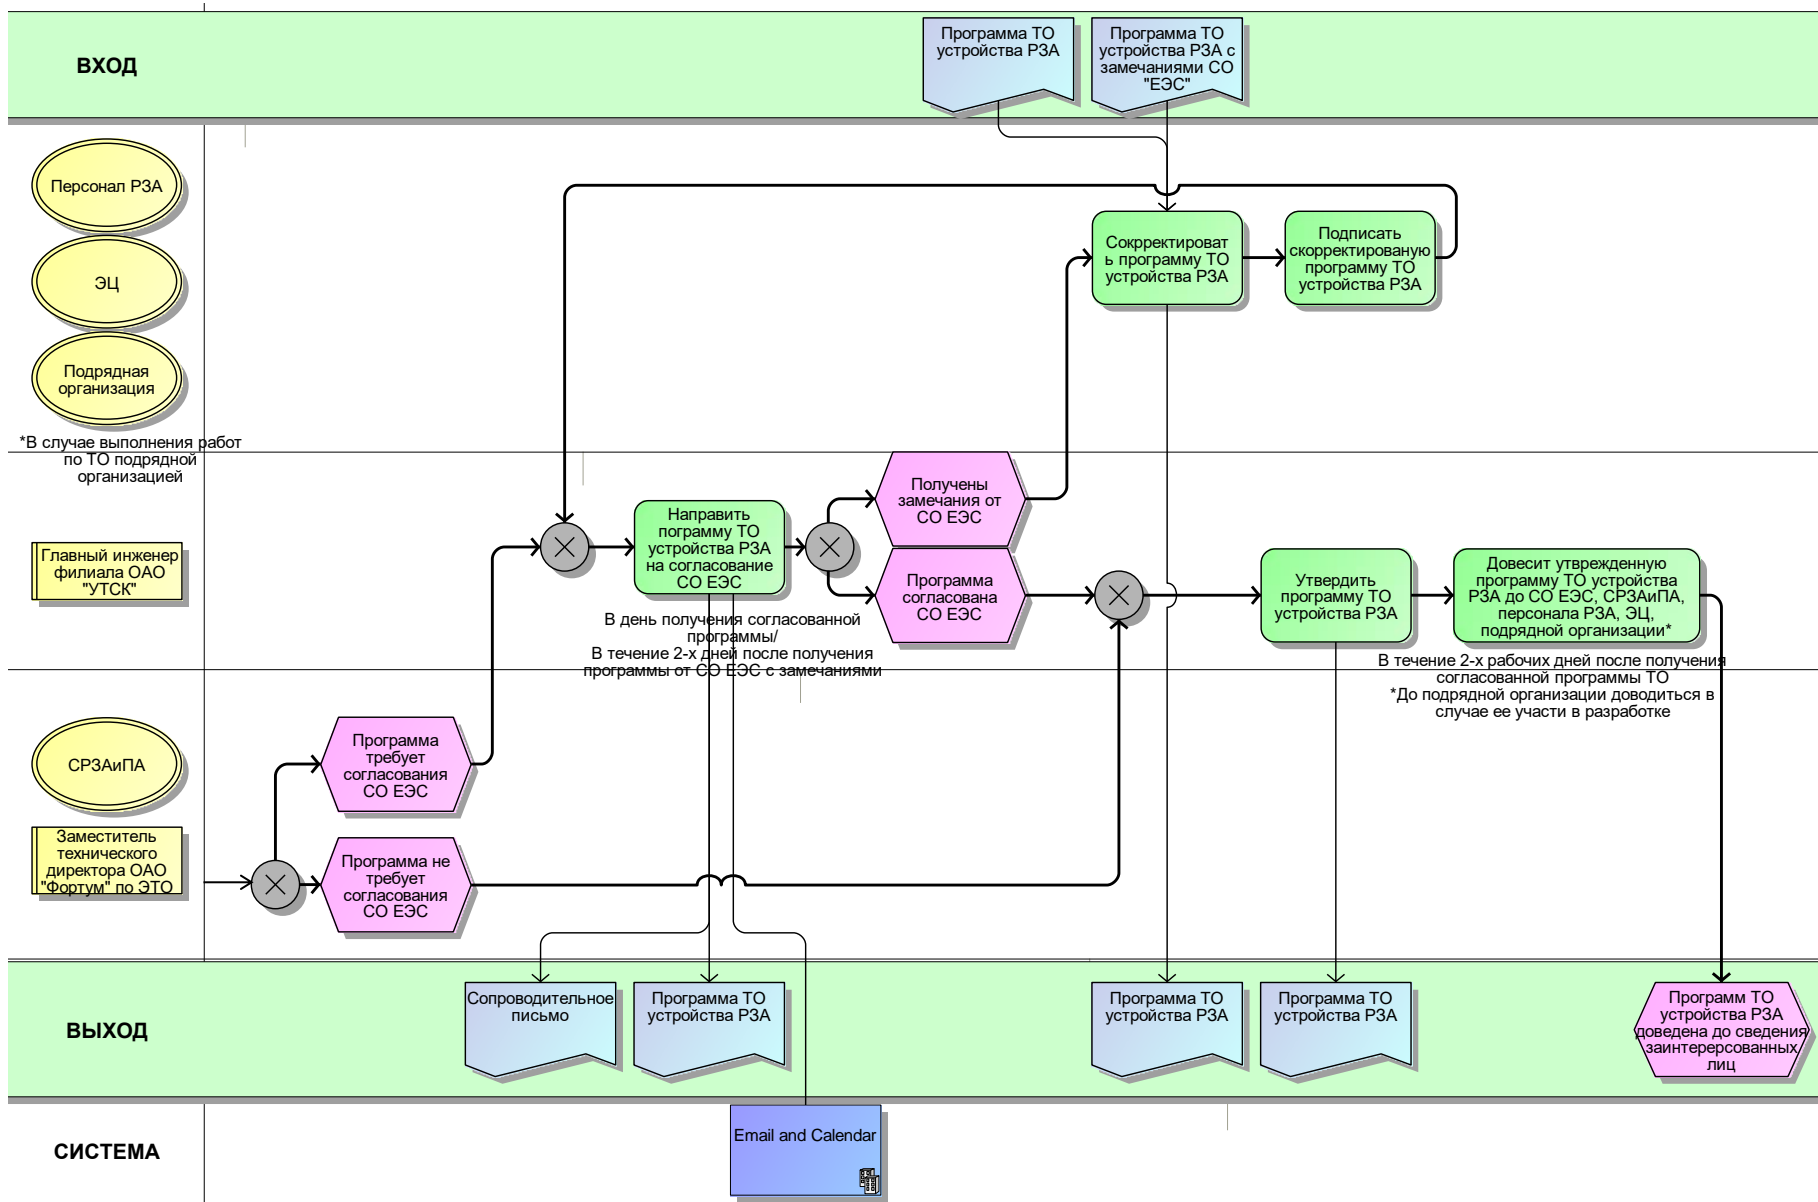 ВХОД
Программа ТО
устройства РЗА
Программа ТО
устройства РЗА с
замечаниями СО
"ЕЭС"
Персонал РЗА
ЭЦ
Подрядная
организация
*В случае выполнения работ
по ТО подрядной
организацией
Сокрректироват
ь программу ТО
устройства РЗА
Подписать
скорректированую
программу ТО
устройства РЗА
Главный инженер
филиала ОАО
"УТСК"
Направить
пограмму ТО
устройства РЗА
на согласование
СО ЕЭС
В день получения согласованной
программы/
В течение 2-х дней после получения
программы от СО ЕЭС с замечаниями
Получены
замечания от
СО ЕЭС
Программа
согласована
СО ЕЭС
Утвердить
программу ТО
устройства РЗА
Довесит утврежденную
программу ТО устройства
РЗА до СО ЕЭС, СРЗАиПА,
персонала РЗА, ЭЦ,
подрядной организации*
В течение 2-х рабочих дней после получения
согласованной программы ТО
*До подрядной организации доводиться в
случае ее участи в разработке
СРЗАиПА
Заместитель
технического
директора ОАО
"Фортум" по ЭТО
Программа
требует
согласования
СО ЕЭС
Программа не
требует
согласования
СО ЕЭС
ВЫХОД
Сопроводительное
письмо
Программа ТО
устройства РЗА
Программа ТО
устройства РЗА
Программа ТО
устройства РЗА
Программ ТО
устройства РЗА
доведена до сведения
заинтерерсованных
лиц
СИСТЕМА
Email and Calendar